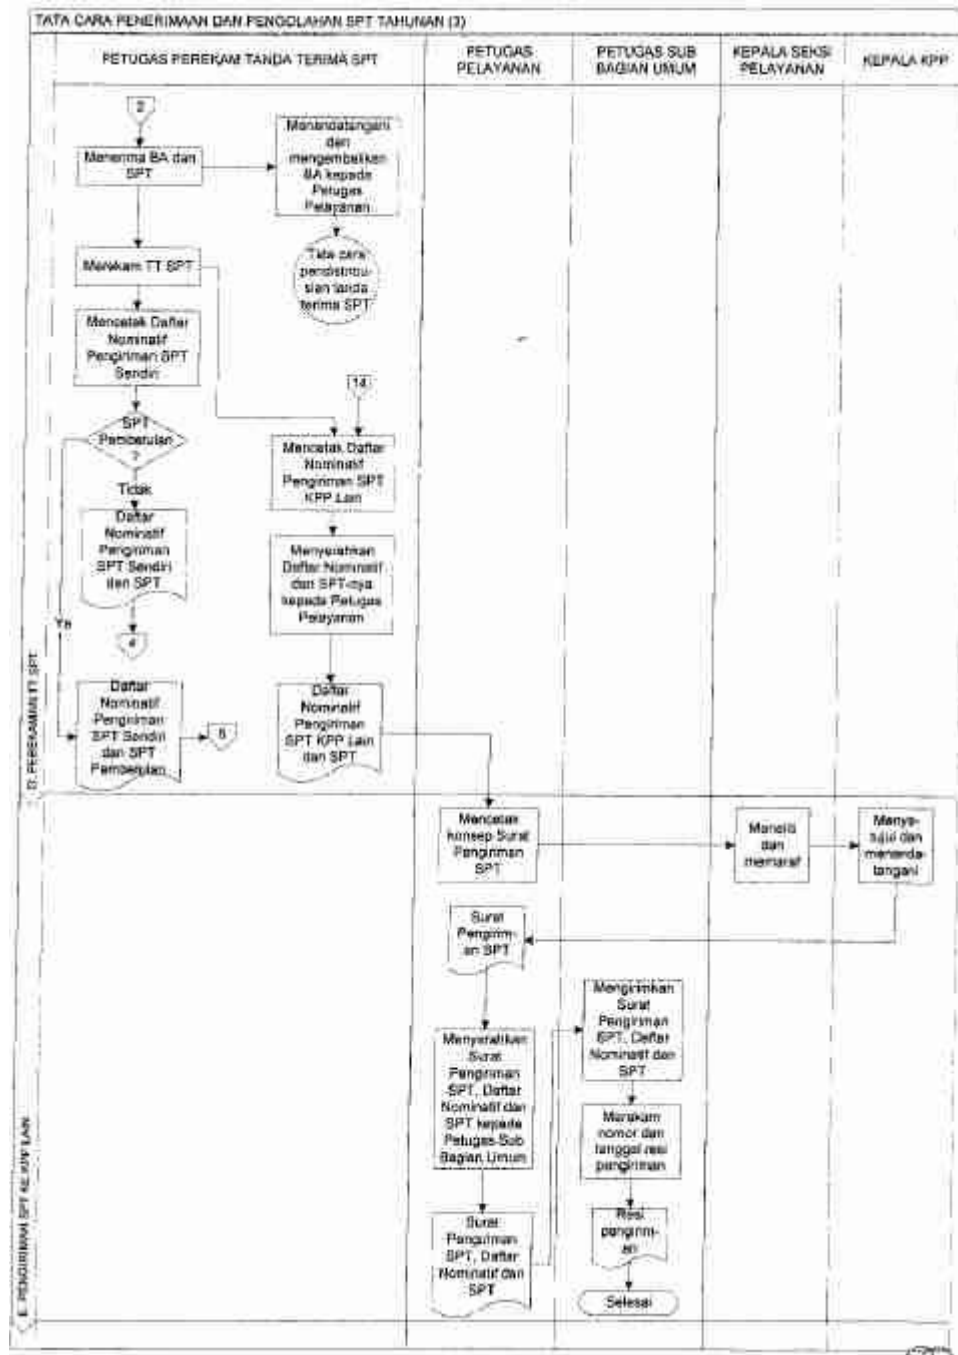 TATA CARA PENERIMAAN DAN PENGOLAHAN SPT TAHUNAN (3)
PETUGAS PEREKAM TANDA TERIMA SPT
PETUGAS
PELAYANAN
PETUGAS SUB
BAGIAN UMUM
KEPALA SEKSI
PELAYANAN
KEPALA KPP
2
Menerima BA dan
SPT
Menandatangani
dan
mengembalikan
BA kepada
Petugas
Pelayanan
Tata cara
pendistribu-
sian tanda
terima SPT
Merekam TT SPT
Mencetak Daftar
Nominatif
Pengiriman SPT
Sendiri
14
SPT
Pembetulan
?
Mencetak Daftar
Nominatif
Pengiriman SPT
KPP Lain
Tidak
Daftar
Nominatif
Pengiriman
SPT Sendiri
dan SPT
Menyerahkan
Daftar Nominatif
dan SPT-nya
kepada Petugas
Pelayanan
Ya
4
Daftar
Nominatif
Pengiriman
SPT Sendiri
dan SPT
Pembetulan
5
Daftar
Nominatif
Pengiriman
SPT KPP Lain
dan SPT
D. PEREKAMAN TT SPT
Mencetak
konsep Surat
Pengiriman
SPT
Meneliti
dan
memaraf
Menye-
tujui dan
menanda-
tangani
Surat
Pengirim-
an SPT
Menyerahkan
Surat
Pengiriman
SPT, Daftar
Nominatif dan
SPT kepada
Petugas Sub
Bagian Umum
Mengirimkan
Surat
Pengiriman
SPT, Daftar
Nominatif dan
SPT
Merekam
nomor dan
tanggal resi
pengiriman
Surat
Pengiriman
SPT, Daftar
Nominatif dan
SPT
Resi
pengirim-
an
Selesai
E. PENGIRIMAN SPT KE KPP LAIN